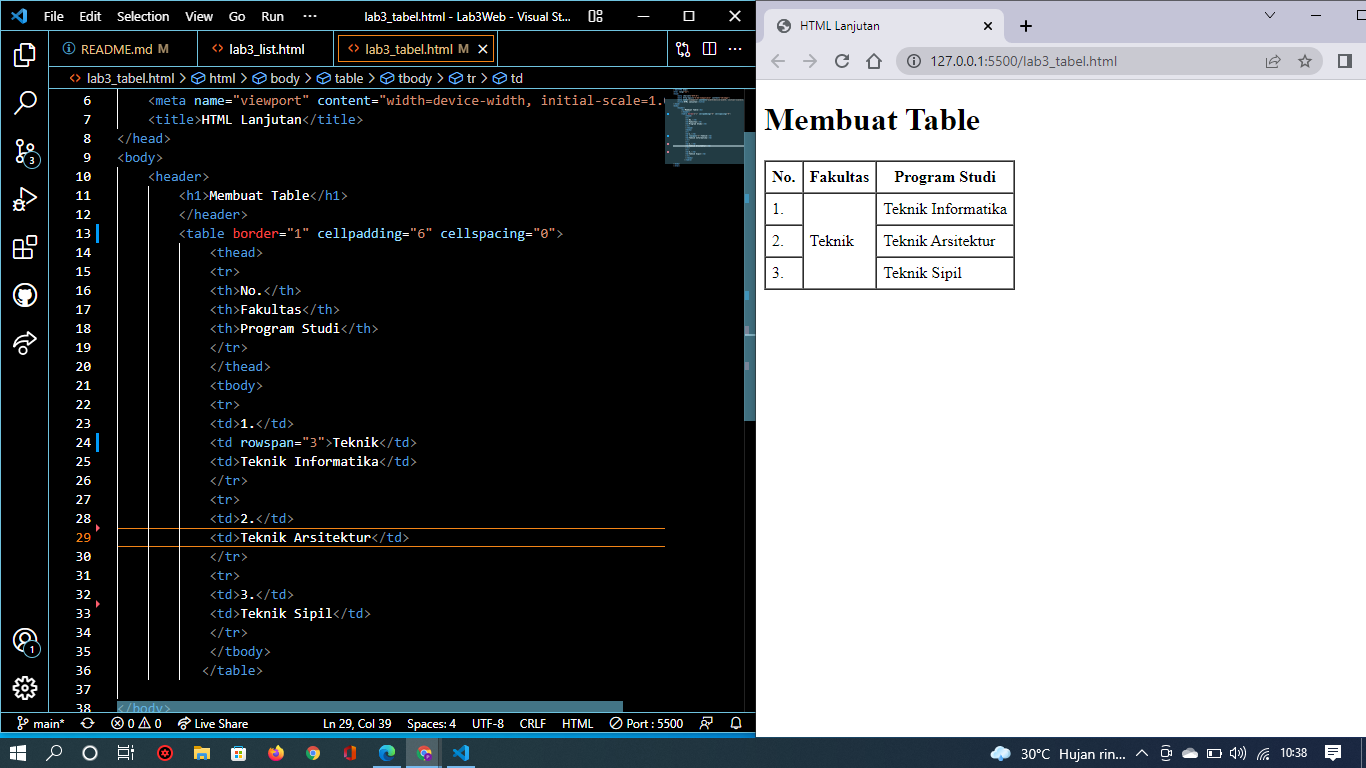 File Edit Selection View Go Run ··· lab3_tabel.html - Lab3Web - Visual St...
README.md M lab3_list.html lab3_tabel.html M
lab3_tabel.html > html > body > table > tbody > tr > td
6 <meta name="viewport" content="width=device-width, initial-scale=1.
7 <title>HTML Lanjutan</title>
8 </head>
9 <body>
10 <header>
11 <h1>Membuat Table</h1>
12 </header>
13 <table border="1" cellpadding="6" cellspacing="0">
14 <thead>
15 <tr>
16 <th>No.</th>
17 <th>Fakultas</th>
18 <th>Program Studi</th>
19 </tr>
20 </thead>
21 <tbody>
22 <tr>
23 <td>1.</td>
24 <td rowspan="3">Teknik</td>
25 <td>Teknik Informatika</td>
26 </tr>
27 <tr>
28 <td>2.</td>
29 <td>Teknik Arsitektur</td>
30 </tr>
31 <tr>
32 <td>3.</td>
33 <td>Teknik Sipil</td>
34 </tr>
35 </tbody>
36 </table>
37
38 </body>
3
1
main* 0 0 Live Share Ln 29, Col 39 Spaces: 4 UTF-8 CRLF HTML Port : 5500
HTML Lanjutan
127.0.0.1:5500/lab3_tabel.html
Membuat Table
No. Fakultas Program Studi
1. Teknik Teknik Informatika
2. Teknik Arsitektur
3. Teknik Sipil
30°C Hujan rin... 10:38